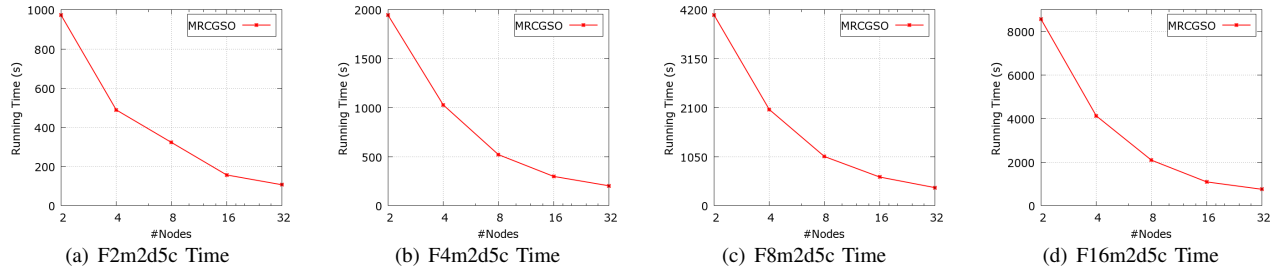 1000
800
600
400
200
0
Running Time (s)
MRCGSO
2 4 8 16 32
#Nodes
(a) F2m2d5c Time
2000
1500
1000
500
0
Running Time (s)
MRCGSO
2 4 8 16 32
#Nodes
(b) F4m2d5c Time
4200
3150
2100
1050
0
Running Time (s)
MRCGSO
2 4 8 16 32
#Nodes
(c) F8m2d5c Time
8000
6000
4000
2000
0
Running Time (s)
MRCGSO
2 4 8 16 32
#Nodes
(d) F16m2d5c Time